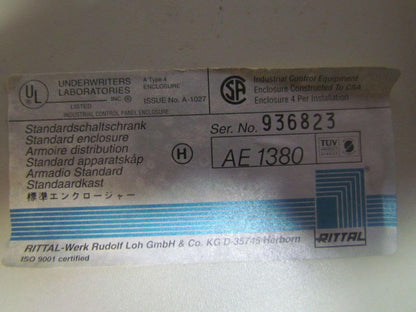 UL
UNDERWRITERS
LABORATORIES
INC.®
A Type 4
ENCLOSURE
ISSUE No. A-1027
LISTED
INDUSTRIAL CONTROL PANEL ENCLOSURE
SA
Industrial Control Equipment
Enclosure Constructed To CSA
Enclosure 4 Per Installation
Standardschaltschrank
Standard enclosure
Armoire distribution
Standard apparatskåp
Armadio Standard
Standaardkast
標準エンクロージャー
H
Ser. No. 936823
AE 1380
TÜV
RITTAL
RITTAL-Werk Rudolf Loh GmbH & Co. KG D-35745 Herborn
ISO 9001 certified